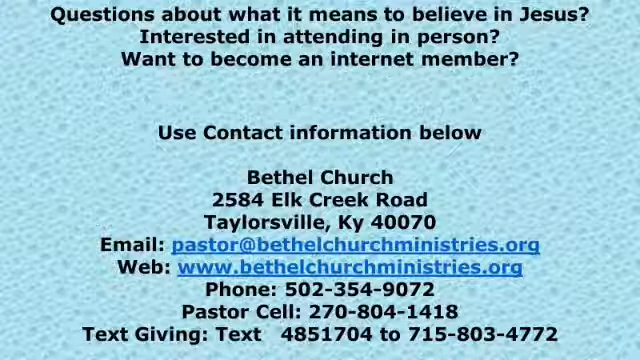 Questions about what it means to believe in Jesus?
Interested in attending in person?
Want to become an internet member?
Use Contact information below
Bethel Church
2584 Elk Creek Road
Taylorsville, Ky 40070
Email: pastor@bethelchurchministries.org
Web: www.bethelchurchministries.org
Phone: 502-354-9072
Pastor Cell: 270-804-1418
Text Giving: Text 4851704 to 715-803-4772